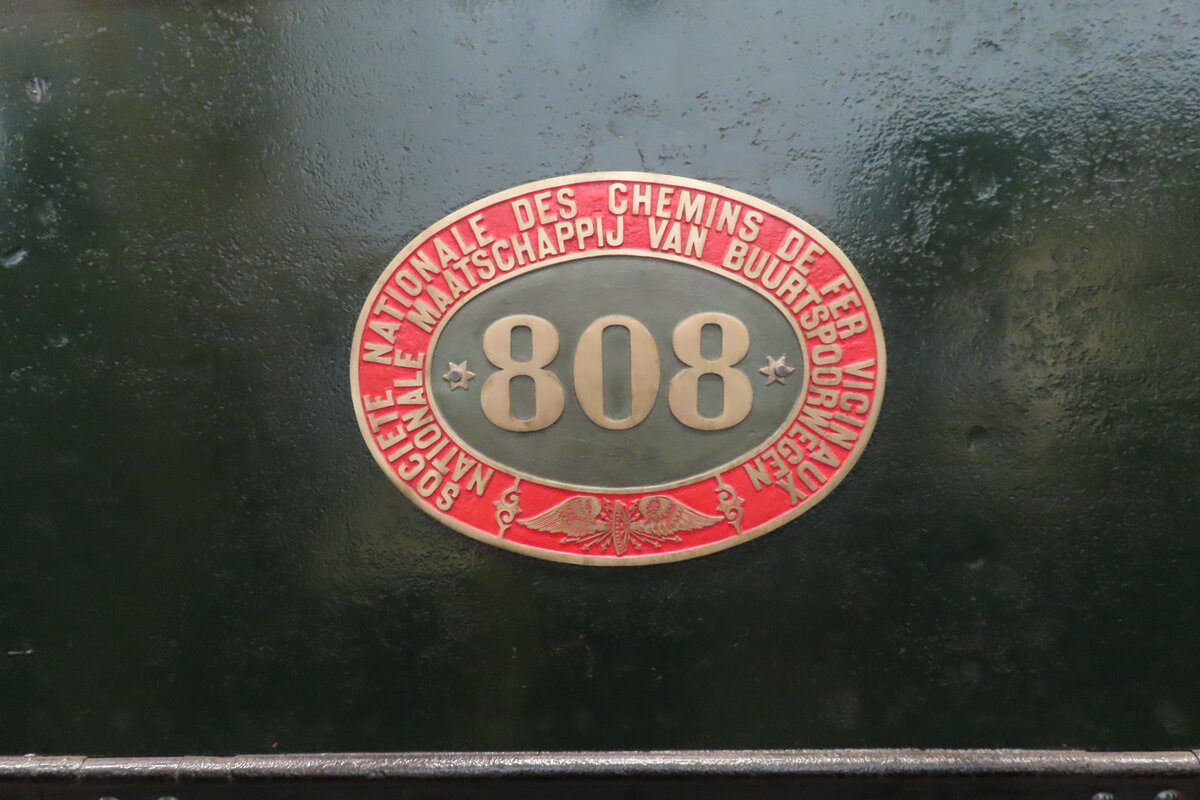 SOCIETE NATIONALE DES CHEMINS DE FER VICINAUX
NATIONALE MAATSCHAPPIJ VAN BUURTSPOORWEGEN
808